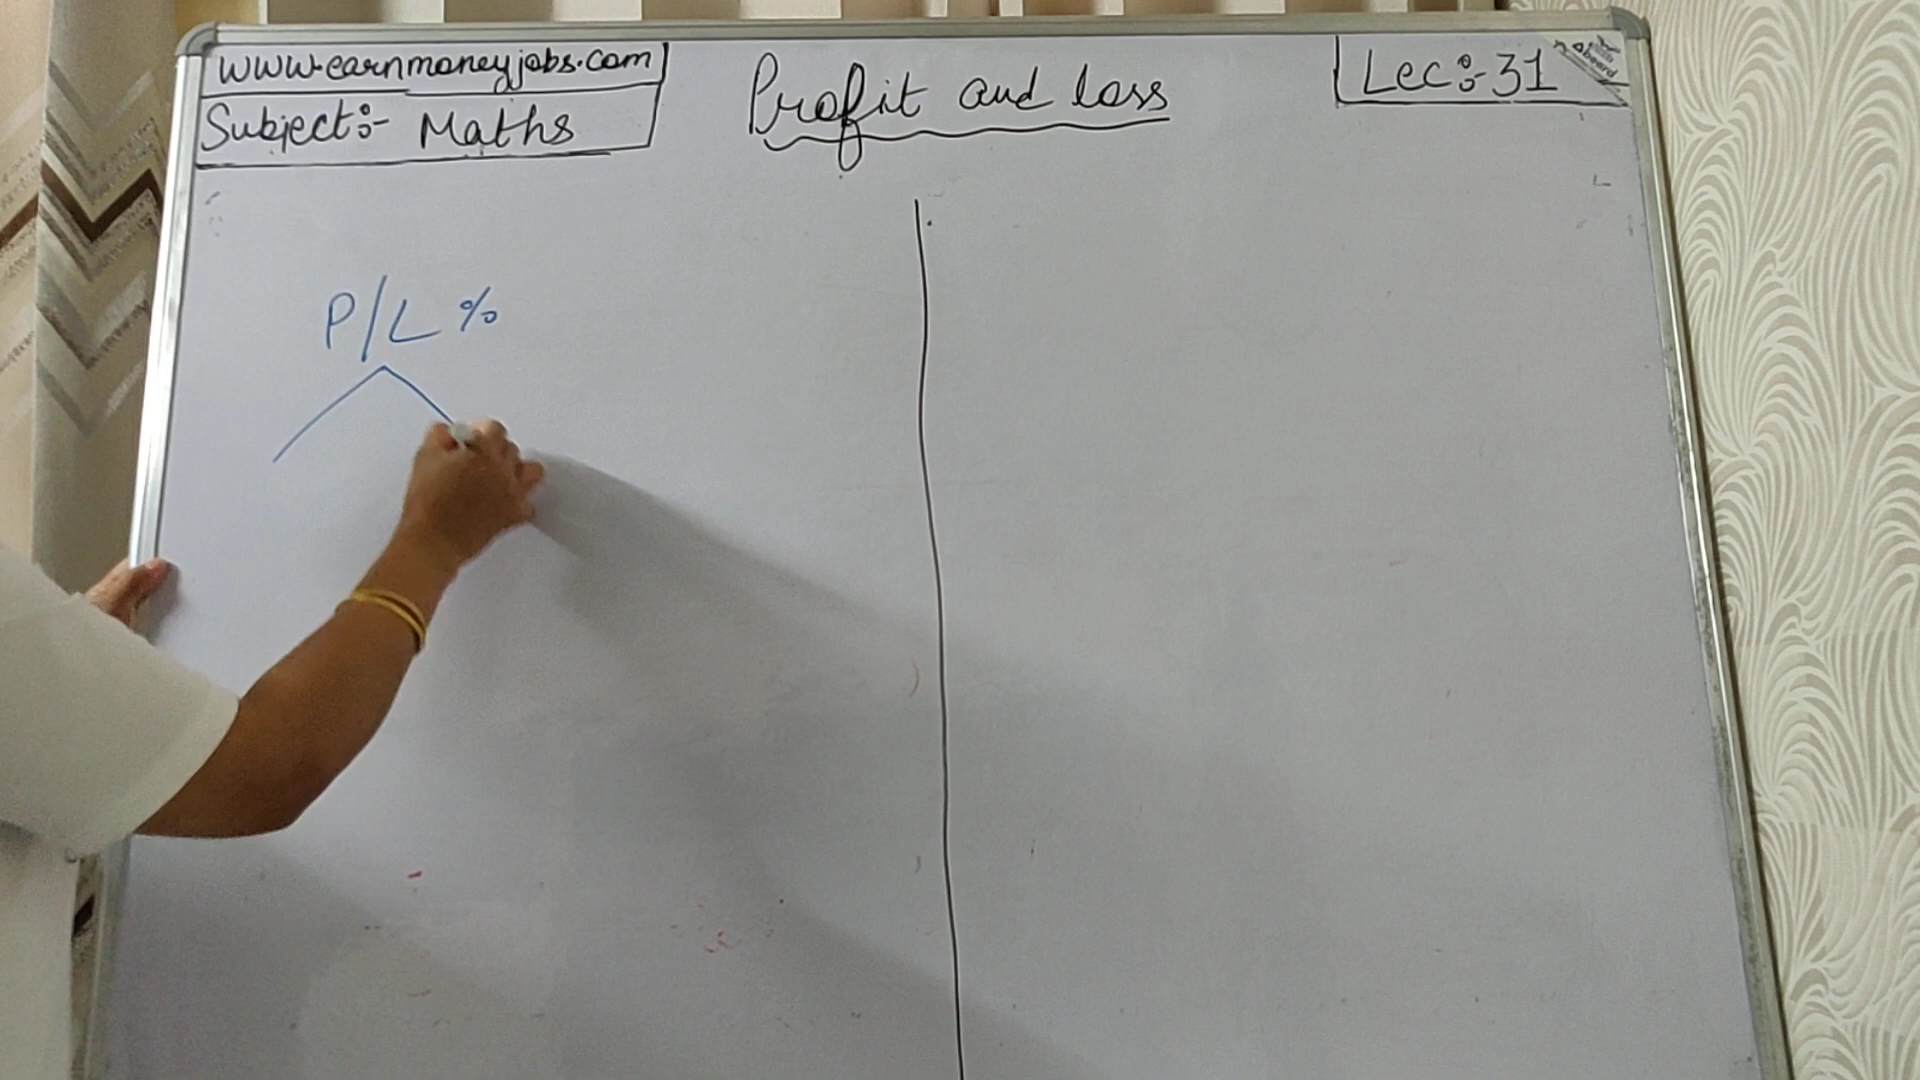 www.earnmoneyjobs.com
Subject:- Maths
Profit and loss
Lec:-31
P/L %